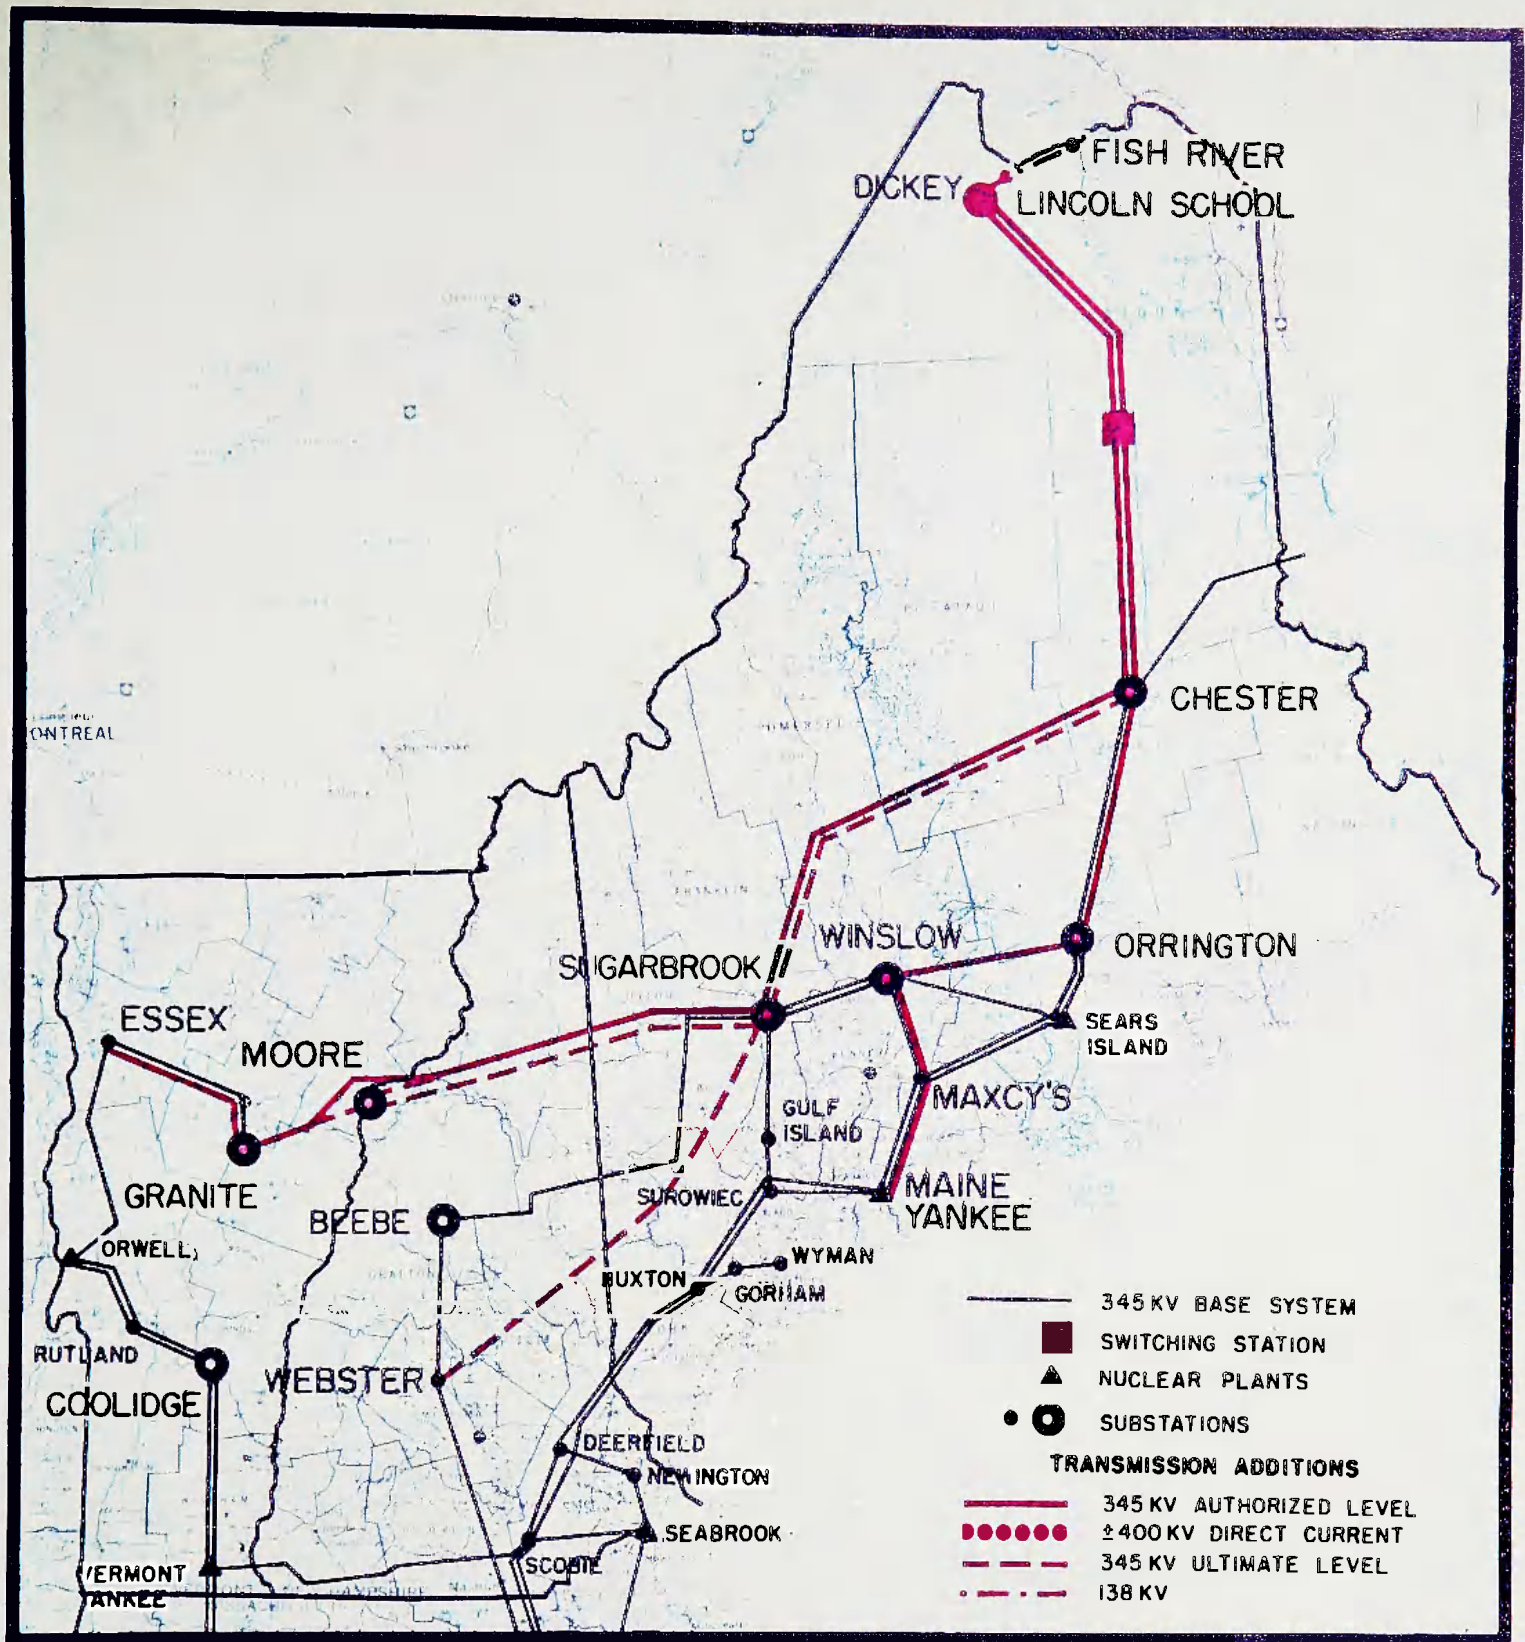 FISH RIVER
DICKEY
LINCOLN SCHOOL
ONTREAL
CHESTER
SOMERSET
FRANKLIN
WINSLOW
SUGARBROOK
ORRINGTON
ESSEX
MOORE
SEARS
ISLAND
MAXCY'S
GULF
ISLAND
GRANITE
SUROWIEC
MAINE
YANKEE
BEEBE
ORWELL
WYMAN
BUXTON
GORHAM
GRAFTON
RUTLAND
WEBSTER
COOLIDGE
DEERFIELD
NEWINGTON
SEABROOK
SCOBIE
VERMONT
YANKEE
345 KV BASE SYSTEM
SWITCHING STATION
NUCLEAR PLANTS
SUBSTATIONS
TRANSMISSION ADDITIONS
345 KV AUTHORIZED LEVEL
±400 KV DIRECT CURRENT
345 KV ULTIMATE LEVEL
138 KV